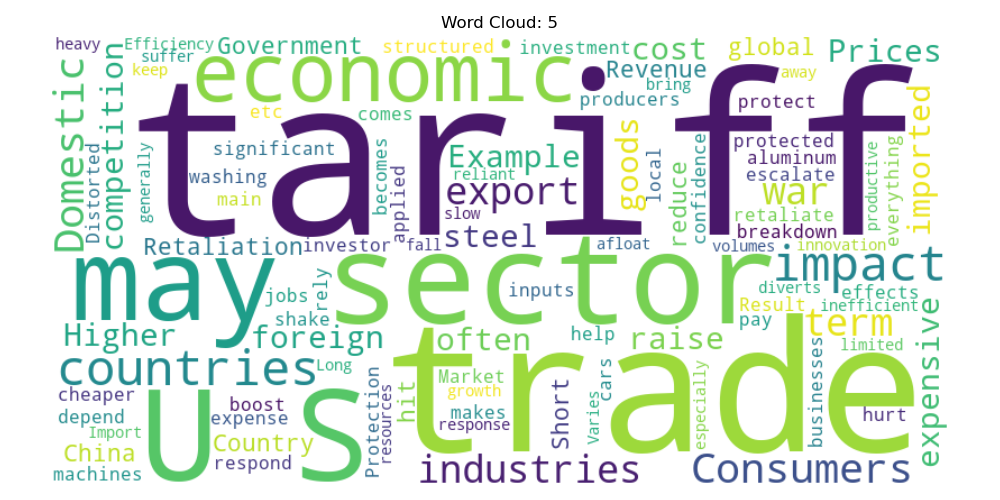 Word Cloud: 5
heavy Efficiency Government structured investment cost global Prices
suffer keep economic Revenue bring away
etc comes producers protect
Domestic competition tariff imported
Distorted generally significant Example goods local reduce confidence protected aluminum productive everything
washing reliant becomes applied export war escalate
main slow retaliate
Retaliation investor fall steel afloat volumes breakdown innovation
may sector impact
jobs rely inputs diverts effects
shake Result inefficient
Higher foreign often help raise pay term limited
countries Long Market cars businesses expensive
cheaper boost Protection resources hit growth Short Varies especially trade
depend expense US makes hurt
Import Country response
China respond
machines industries Consumers